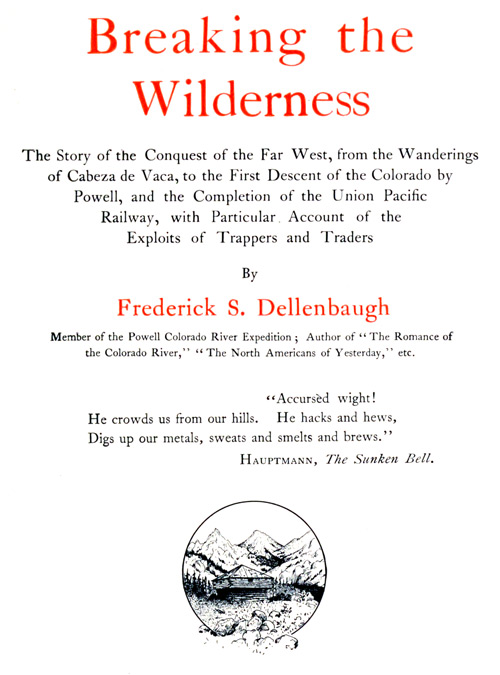 Breaking the
Wilderness
The Story of the Conquest of the Far West, from the Wanderings
of Cabeza de Vaca, to the First Descent of the Colorado by
Powell, and the Completion of the Union Pacific
Railway, with Particular Account of the
Exploits of Trappers and Traders
By
Frederick S. Dellenbaugh
Member of the Powell Colorado River Expedition; Author of "The Romance of
the Colorado River," "The North Americans of Yesterday," etc.
"Accursèd wight!
He crowds us from our hills. He hacks and hews,
Digs up our metals, sweats and smelts and brews."
HAUPTMANN, The Sunken Bell.